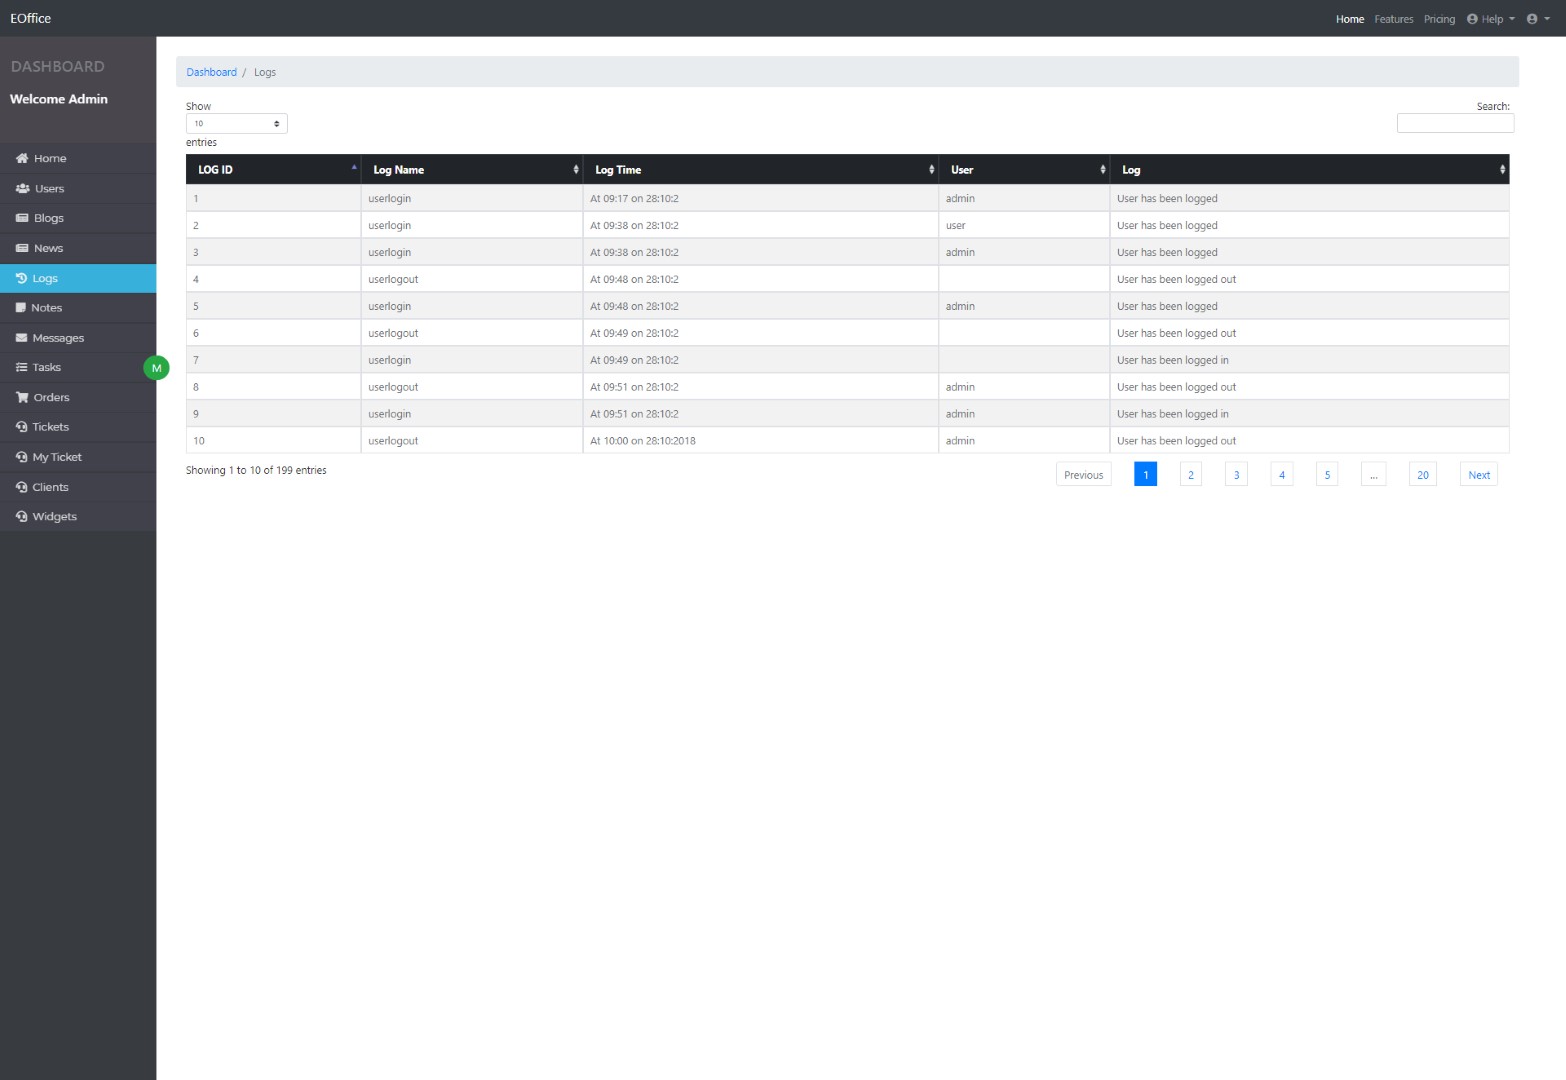 EOffice
Home Features Pricing Help
DASHBOARD
Welcome Admin
Home
Users
Blogs
News
Logs
Notes
Messages
Tasks
M
Orders
Tickets
My Ticket
Clients
Widgets
Dashboard / Logs
Show
10
entries
Search:
LOG ID Log Name Log Time User Log
1 userlogin At 09:17 on 28:10:2 admin User has been logged
2 userlogin At 09:38 on 28:10:2 user User has been logged
3 userlogin At 09:38 on 28:10:2 admin User has been logged
4 userlogout At 09:48 on 28:10:2 User has been logged out
5 userlogin At 09:48 on 28:10:2 admin User has been logged
6 userlogout At 09:49 on 28:10:2 User has been logged out
7 userlogin At 09:49 on 28:10:2 User has been logged in
8 userlogout At 09:51 on 28:10:2 admin User has been logged out
9 userlogin At 09:51 on 28:10:2 admin User has been logged in
10 userlogout At 10:00 on 28:10:2018 admin User has been logged out
Showing 1 to 10 of 199 entries
Previous 1 2 3 4 5 ... 20 Next